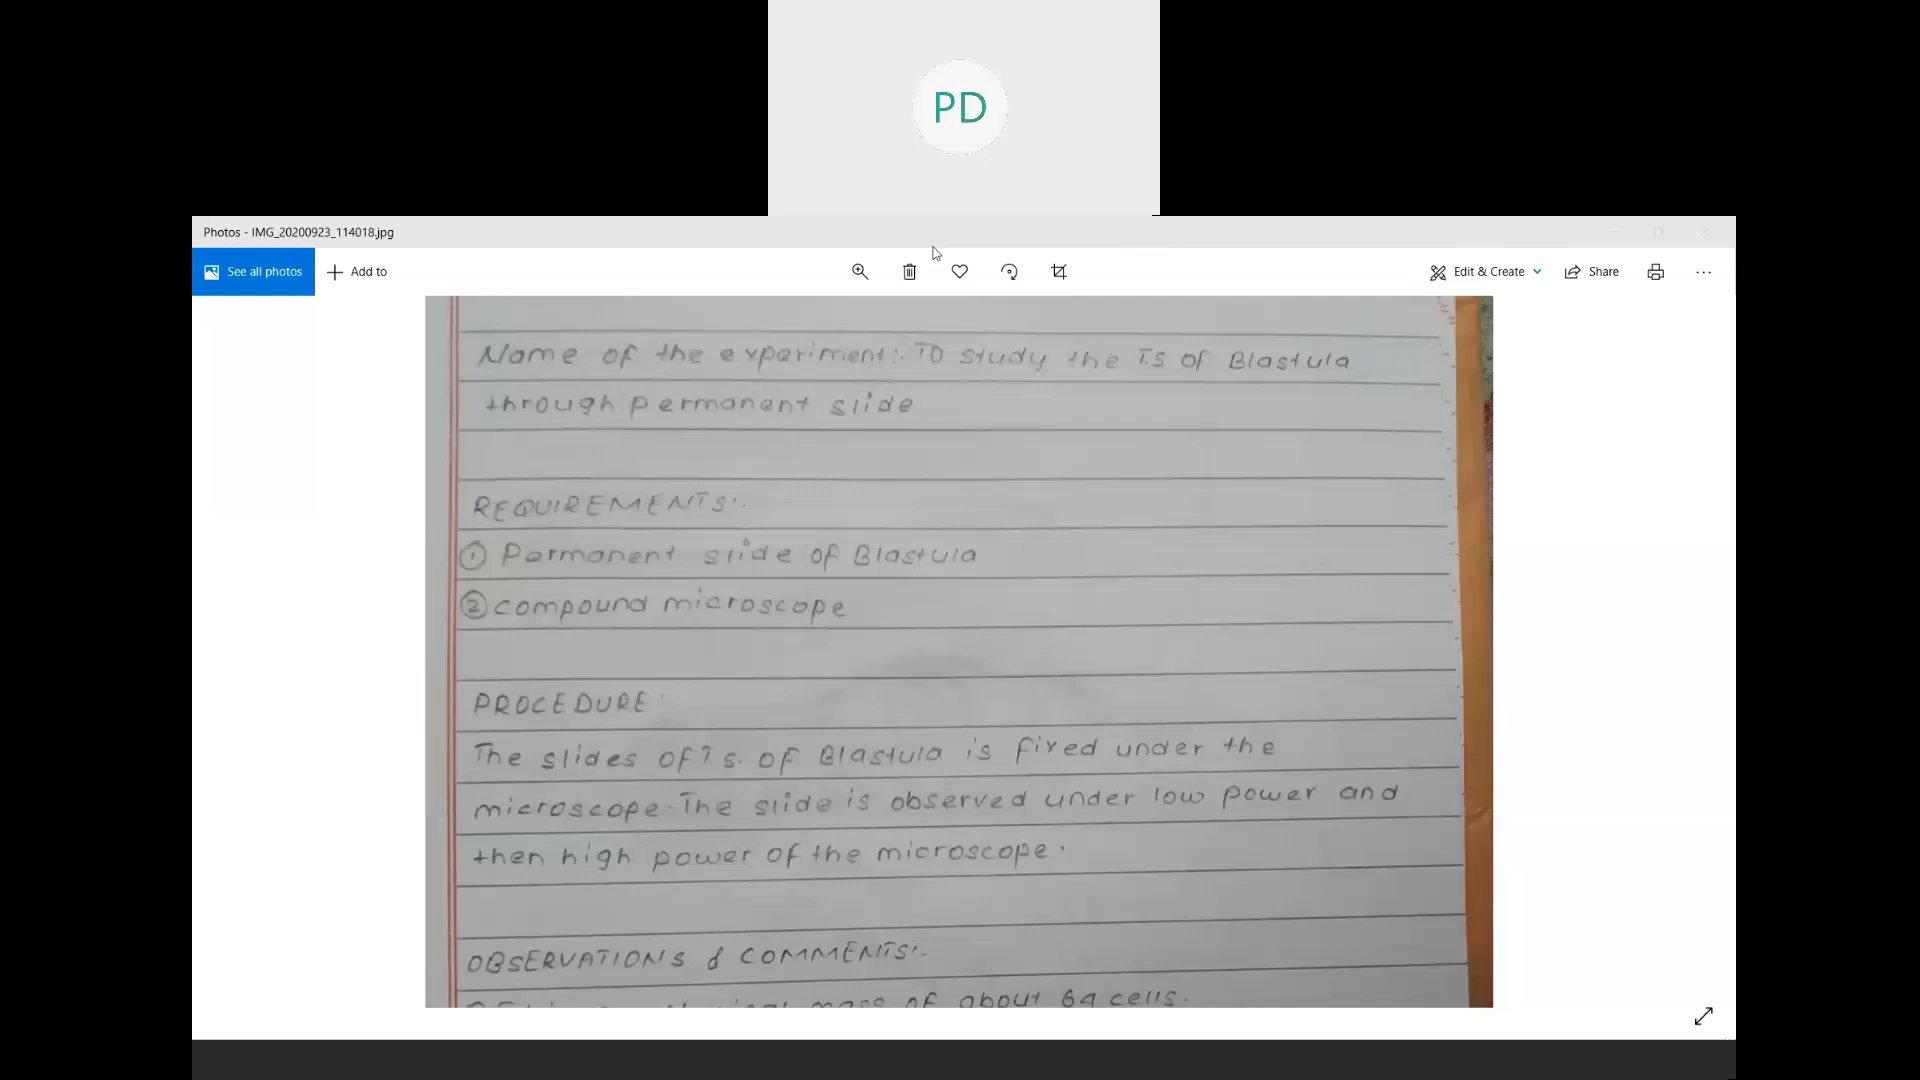 PD
Photos - IMG_20200923_114018.jpg
See all photos
Add to
Edit & Create
Share
Name of the experiment:. To study the T.S of Blastula
through permanent slide
REQUIREMENTS:.
① Permanent slide of Blastula
② compound microscope
PROCEDURE:
The slides of T s. of Blastula is fixed under the
microscope. The slide is observed under low power and
then high power of the microscope.
OBSERVATIONS & COMMENTS:.
mass of about 64 cells.